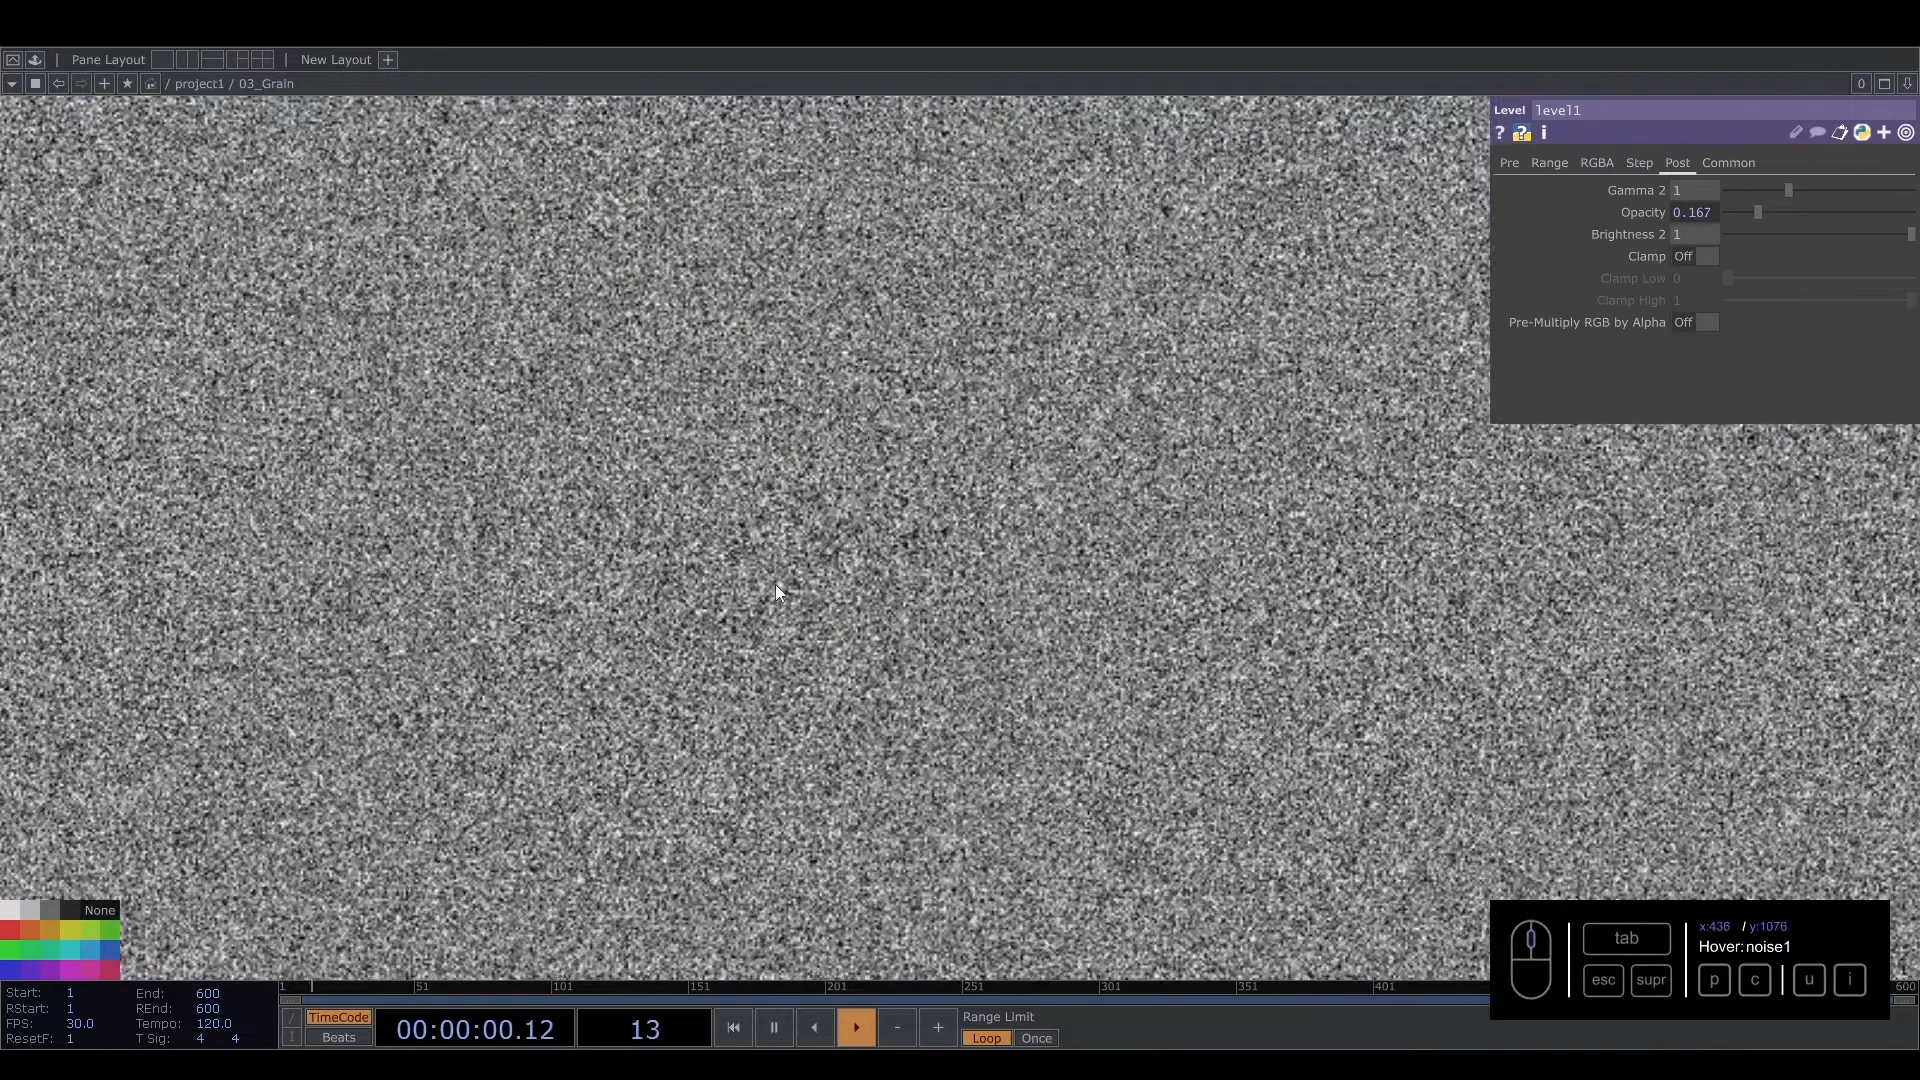 Pane Layout | New Layout +
/ project1 / 03_Grain 0
Level level1
? ? i
Pre Range RGBA Step Post Common
Gamma 2 1
Opacity 0.167
Brightness 2 1
Clamp Off
Clamp Low 0
Clamp High 1
Pre-Multiply RGB by Alpha Off
None
tab
esc supr
x:436 / y:1076
Hover: noise1
p c u i
1 51 101 151 201 251 301 351 401 600
Start: 1 End: 600
RStart: 1 REnd: 600
FPS: 30.0 Tempo: 120.0
ResetF: 1 T Sig: 4 4
/ TimeCode
I Beats
00:00:00.12 13 - +
Range Limit
Loop Once